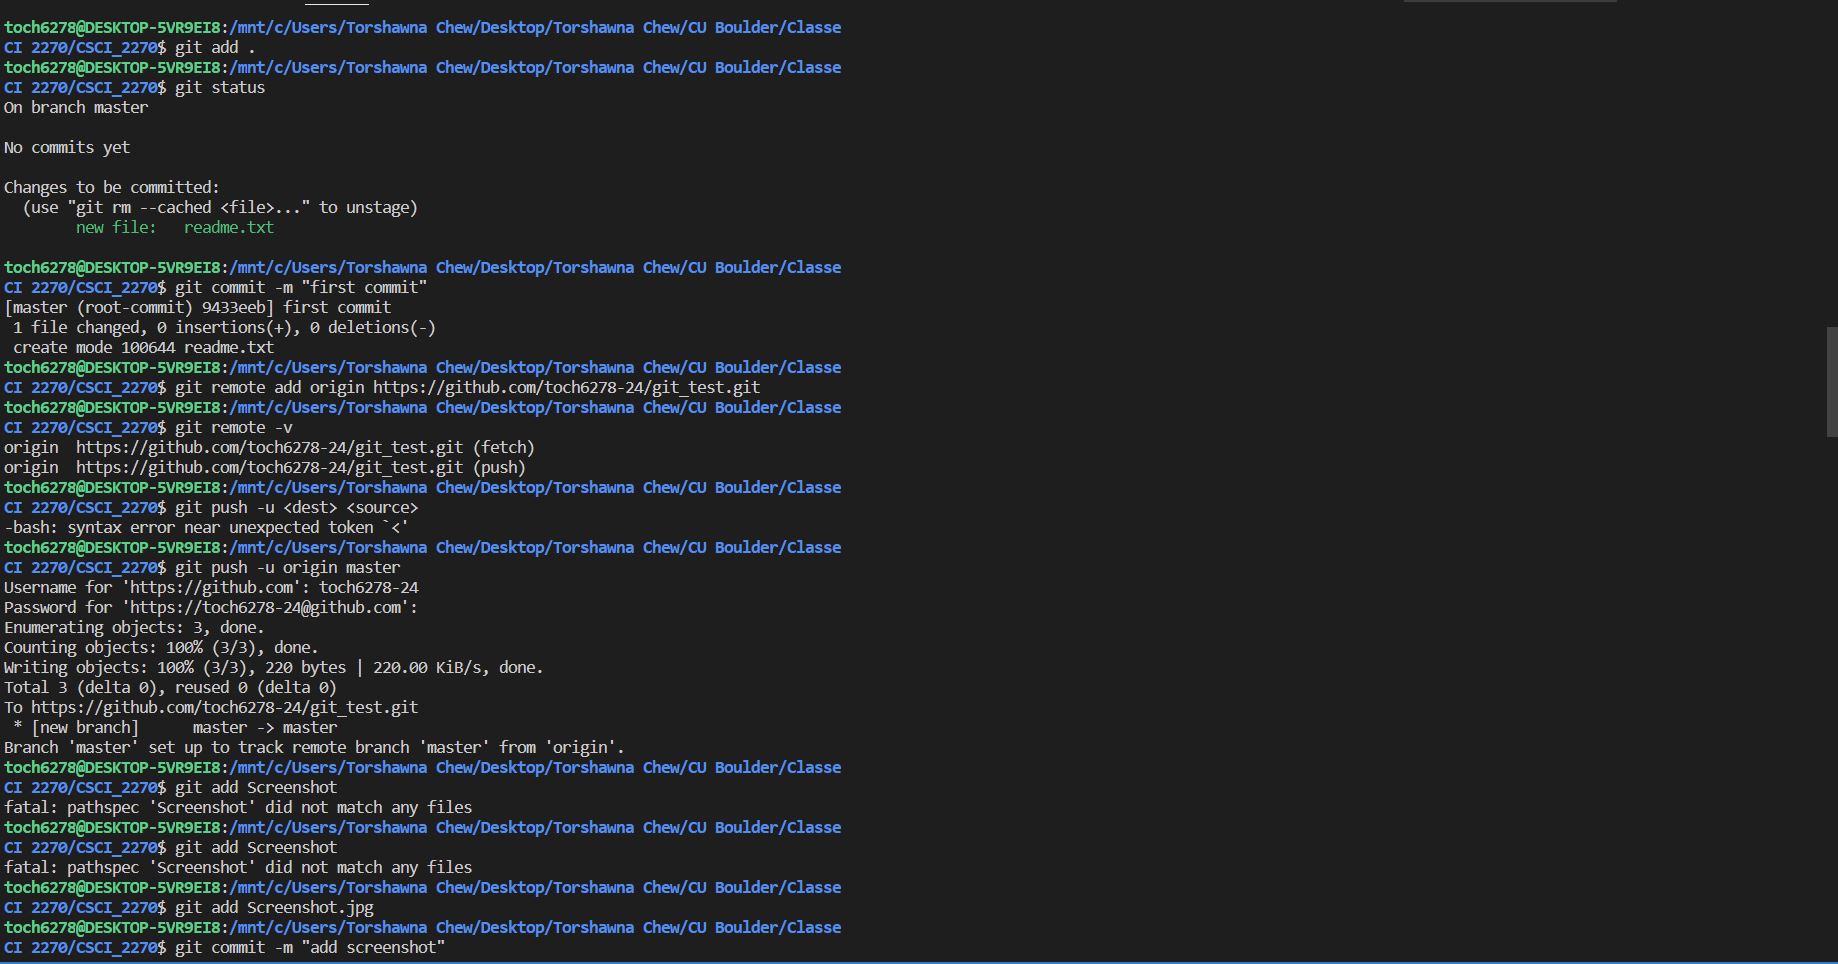 toch6278@DESKTOP-5VR9EI8:/mnt/c/Users/Torshawna Chew/Desktop/Torshawna Chew/CU Boulder/Classe
CI 2270/CSCI_2270$ git add .
toch6278@DESKTOP-5VR9EI8:/mnt/c/Users/Torshawna Chew/Desktop/Torshawna Chew/CU Boulder/Classe
CI 2270/CSCI_2270$ git status
On branch master
No commits yet
Changes to be committed:
  (use "git rm --cached <file>..." to unstage)
        new file:   readme.txt
toch6278@DESKTOP-5VR9EI8:/mnt/c/Users/Torshawna Chew/Desktop/Torshawna Chew/CU Boulder/Classe
CI 2270/CSCI_2270$ git commit -m "first commit"
[master (root-commit) 9433eeb] first commit
 1 file changed, 0 insertions(+), 0 deletions(-)
 create mode 100644 readme.txt
toch6278@DESKTOP-5VR9EI8:/mnt/c/Users/Torshawna Chew/Desktop/Torshawna Chew/CU Boulder/Classe
CI 2270/CSCI_2270$ git remote add origin https://github.com/toch6278-24/git_test.git
toch6278@DESKTOP-5VR9EI8:/mnt/c/Users/Torshawna Chew/Desktop/Torshawna Chew/CU Boulder/Classe
CI 2270/CSCI_2270$ git remote -v
origin  https://github.com/toch6278-24/git_test.git (fetch)
origin  https://github.com/toch6278-24/git_test.git (push)
toch6278@DESKTOP-5VR9EI8:/mnt/c/Users/Torshawna Chew/Desktop/Torshawna Chew/CU Boulder/Classe
CI 2270/CSCI_2270$ git push -u <dest> <source>
-bash: syntax error near unexpected token `<'
toch6278@DESKTOP-5VR9EI8:/mnt/c/Users/Torshawna Chew/Desktop/Torshawna Chew/CU Boulder/Classe
CI 2270/CSCI_2270$ git push -u origin master
Username for 'https://github.com': toch6278-24
Password for 'https://toch6278-24@github.com':
Enumerating objects: 3, done.
Counting objects: 100% (3/3), done.
Writing objects: 100% (3/3), 220 bytes | 220.00 KiB/s, done.
Total 3 (delta 0), reused 0 (delta 0)
To https://github.com/toch6278-24/git_test.git
 * [new branch]      master -> master
Branch 'master' set up to track remote branch 'master' from 'origin'.
toch6278@DESKTOP-5VR9EI8:/mnt/c/Users/Torshawna Chew/Desktop/Torshawna Chew/CU Boulder/Classe
CI 2270/CSCI_2270$ git add Screenshot
fatal: pathspec 'Screenshot' did not match any files
toch6278@DESKTOP-5VR9EI8:/mnt/c/Users/Torshawna Chew/Desktop/Torshawna Chew/CU Boulder/Classe
CI 2270/CSCI_2270$ git add Screenshot
fatal: pathspec 'Screenshot' did not match any files
toch6278@DESKTOP-5VR9EI8:/mnt/c/Users/Torshawna Chew/Desktop/Torshawna Chew/CU Boulder/Classe
CI 2270/CSCI_2270$ git add Screenshot.jpg
toch6278@DESKTOP-5VR9EI8:/mnt/c/Users/Torshawna Chew/Desktop/Torshawna Chew/CU Boulder/Classe
CI 2270/CSCI_2270$ git commit -m "add screenshot"